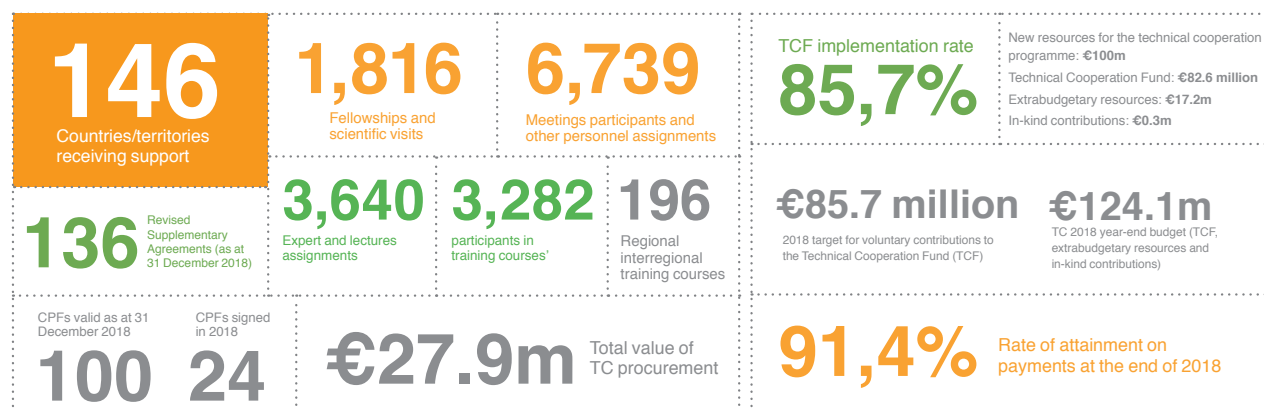 146
Countries/territories
receiving support
1,816
Fellowships and
scientific visits
6,739
Meetings participants and
other personnel assignments
136
Revised
Supplementary
Agreements (as at
31 December 2018)
3,640
Expert and lectures
assignments
3,282
participants in
training courses’
196
Regional
interregional
training courses
CPFs valid as at 31
December 2018
100
CPFs signed
in 2018
24
€27.9m
Total value of
TC procurement
TCF implementation rate
85,7%
New resources for the technical cooperation
programme: €100m
Technical Cooperation Fund: €82.6 million
Extrabudgetary resources: €17.2m
In-kind contributions: €0.3m
€85.7 million
2018 target for voluntary contributions to
the Technical Cooperation Fund (TCF)
€124.1m
TC 2018 year-end budget (TCF,
extrabudgetary resources and
in-kind contributions)
91,4%
Rate of attainment on
payments at the end of 2018